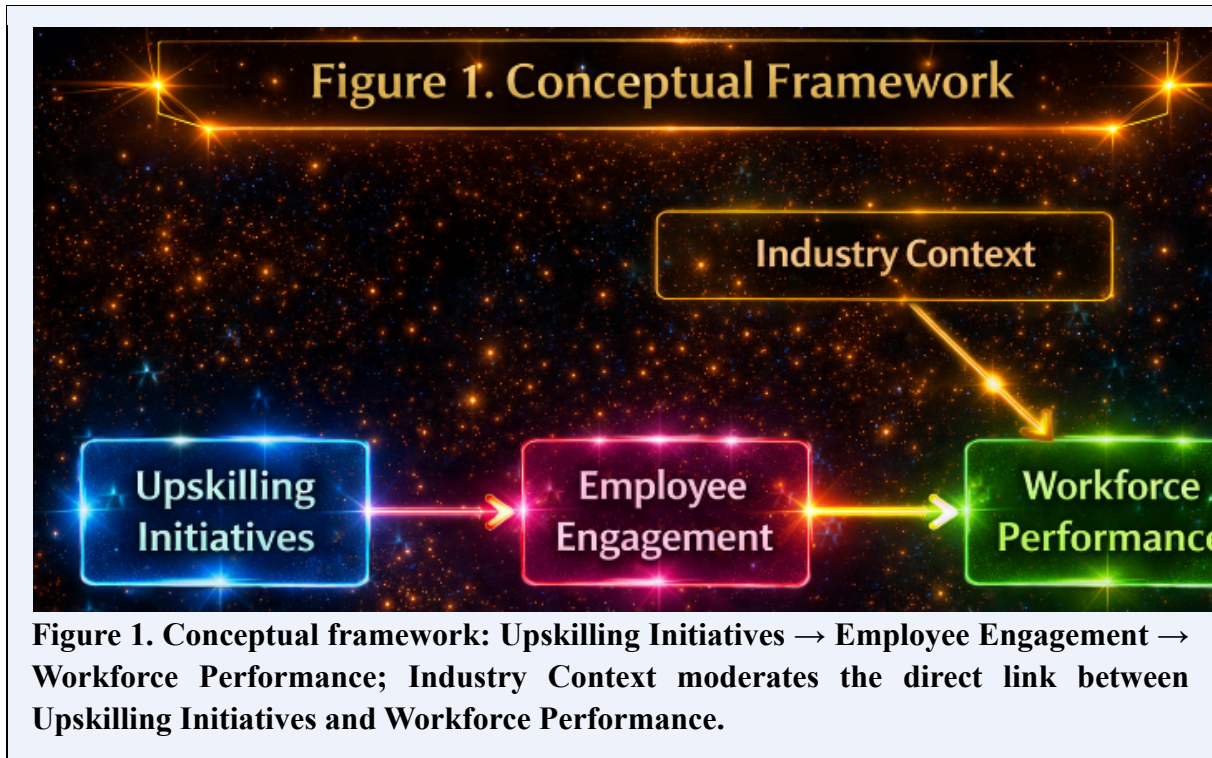 Figure 1. Conceptual Framework
Industry Context
Upskilling
Initiatives
Employee
Engagement
Workforce
Performance
Figure 1. Conceptual framework: Upskilling Initiatives → Employee Engagement →
Workforce Performance; Industry Context moderates the direct link between
Upskilling Initiatives and Workforce Performance.